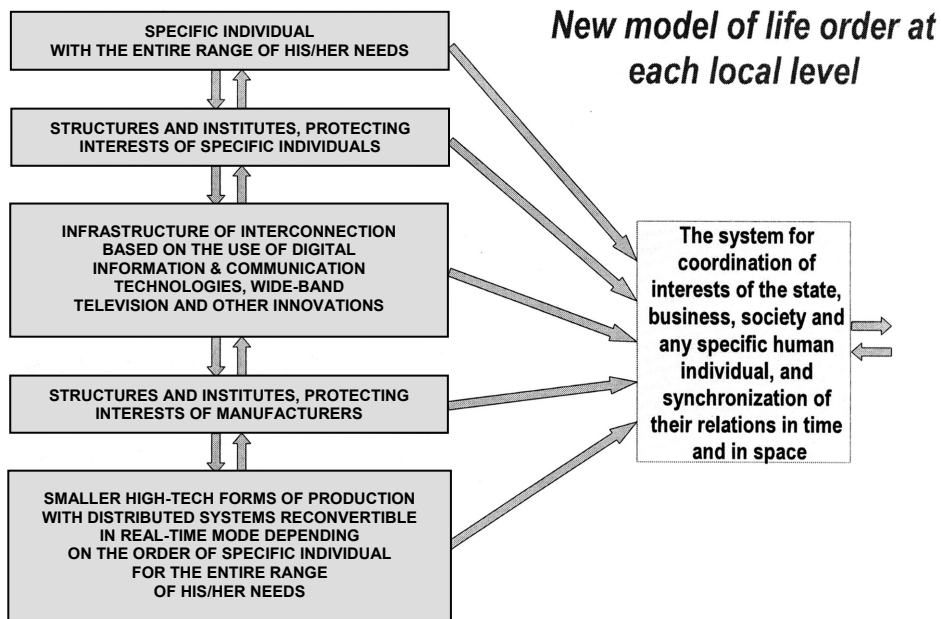 New model of life order at
each local level
SPECIFIC INDIVIDUAL
WITH THE ENTIRE RANGE OF HIS/HER NEEDS
STRUCTURES AND INSTITUTES, PROTECTING
INTERESTS OF SPECIFIC INDIVIDUALS
INFRASTRUCTURE OF INTERCONNECTION
BASED ON THE USE OF DIGITAL
INFORMATION & COMMUNICATION
TECHNOLOGIES, WIDE-BAND
TELEVISION AND OTHER INNOVATIONS
STRUCTURES AND INSTITUTES, PROTECTING
INTERESTS OF MANUFACTURERS
SMALLER HIGH-TECH FORMS OF PRODUCTION
WITH DISTRIBUTED SYSTEMS RECONVERTIBLE
IN REAL-TIME MODE DEPENDING
ON THE ORDER OF SPECIFIC INDIVIDUAL
FOR THE ENTIRE RANGE
OF HIS/HER NEEDS
The system for
coordination of
interests of the state,
business, society and
any specific human
individual, and
synchronization of
their relations in time
and in space